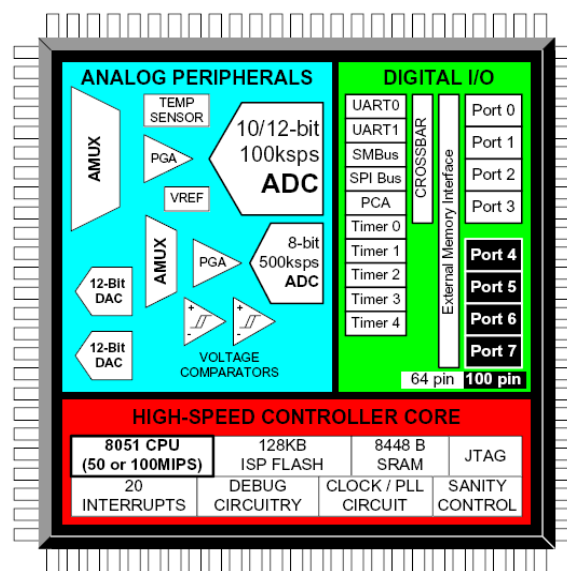 ANALOG PERIPHERALS
AMUX
TEMP
SENSOR
PGA
VREF
10/12-bit
100ksps
ADC
AMUX
PGA
8-bit
500ksps
ADC
12-Bit
DAC
12-Bit
DAC
+
-
+
-
VOLTAGE
COMPARATORS
DIGITAL I/O
UART0
UART1
SMBus
SPI Bus
PCA
Timer 0
Timer 1
Timer 2
Timer 3
Timer 4
CROSSBAR
External Memory Interface
Port 0
Port 1
Port 2
Port 3
Port 4
Port 5
Port 6
Port 7
64 pin 100 pin
HIGH-SPEED CONTROLLER CORE
8051 CPU
(50 or 100MIPS)
128KB
ISP FLASH
8448 B
SRAM
JTAG
20
INTERRUPTS
DEBUG
CIRCUITRY
CLOCK / PLL
CIRCUIT
SANITY
CONTROL